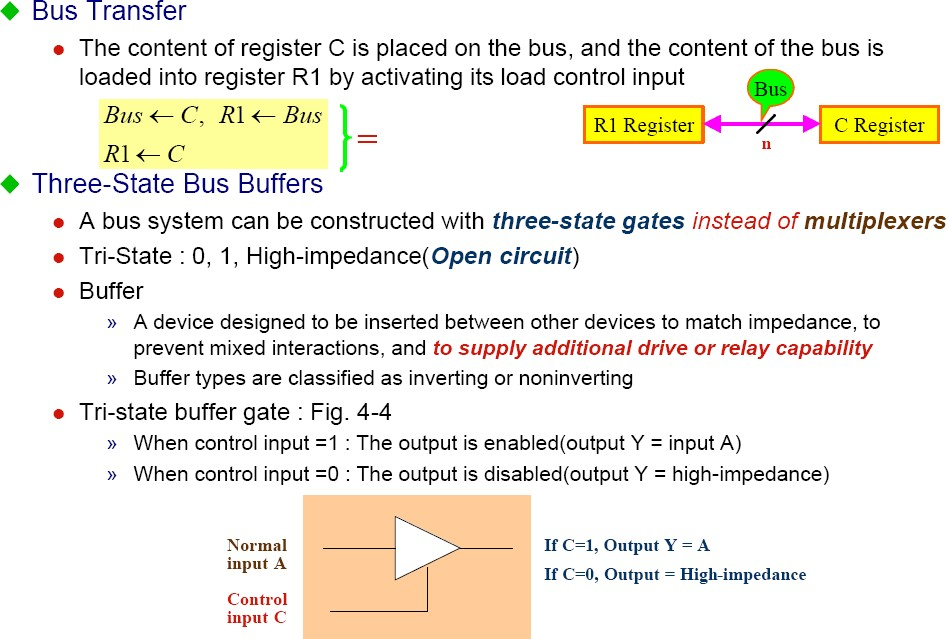 Bus Transfer
The content of register C is placed on the bus, and the content of the bus is
loaded into register R1 by activating its load control input
Bus ← C, R1 ← Bus
R1 ← C
=
Bus
R1 Register
C Register
n
Three-State Bus Buffers
A bus system can be constructed with three-state gates instead of multiplexers
Tri-State : 0, 1, High-impedance(Open circuit)
Buffer
» A device designed to be inserted between other devices to match impedance, to
prevent mixed interactions, and to supply additional drive or relay capability
» Buffer types are classified as inverting or noninverting
Tri-state buffer gate : Fig. 4-4
» When control input =1 : The output is enabled(output Y = input A)
» When control input =0 : The output is disabled(output Y = high-impedance)
Normal
input A
If C=1, Output Y = A
If C=0, Output = High-impedance
Control
input C